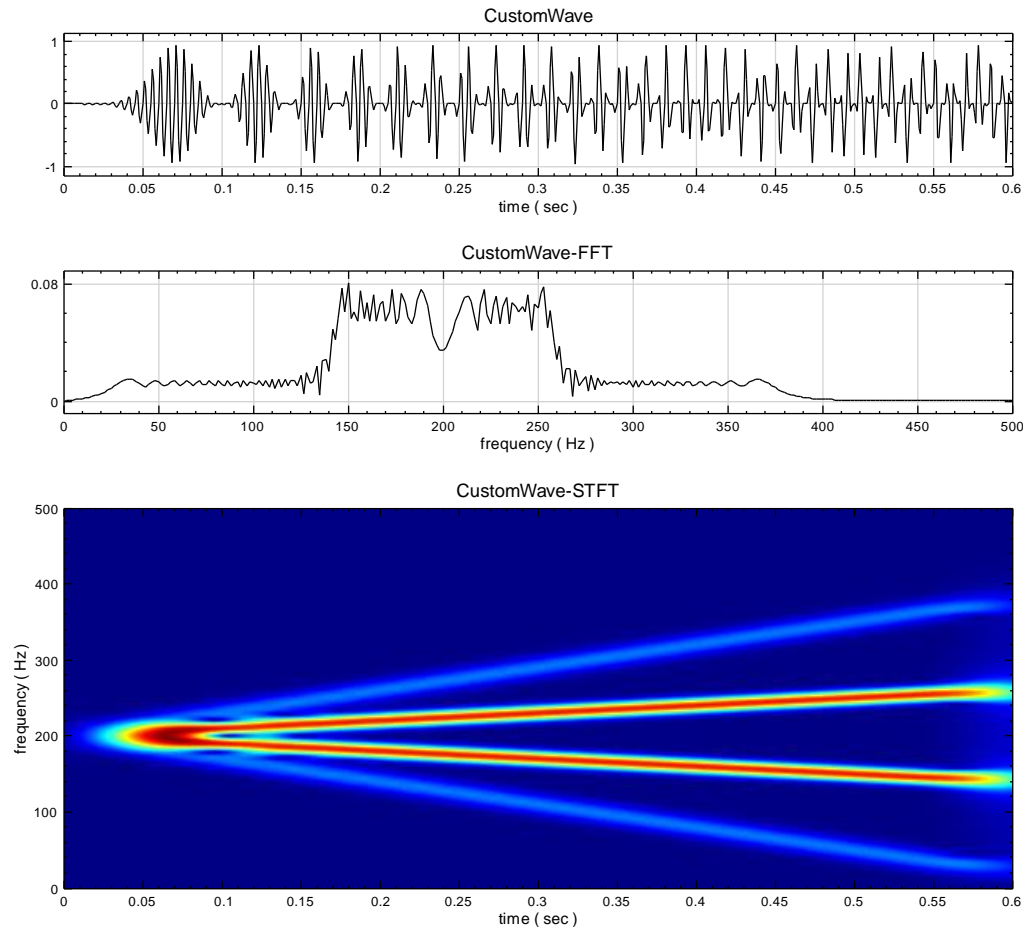 CustomWave
1
0
-1
0 0.05 0.1 0.15 0.2 0.25 0.3 0.35 0.4 0.45 0.5 0.55 0.6
time ( sec )
CustomWave-FFT
0.08
0
0 50 100 150 200 250 300 350 400 450 500
frequency ( Hz )
CustomWave-STFT
500
400
300
200
100
0
frequency ( Hz )
0 0.05 0.1 0.15 0.2 0.25 0.3 0.35 0.4 0.45 0.5 0.55 0.6
time ( sec )